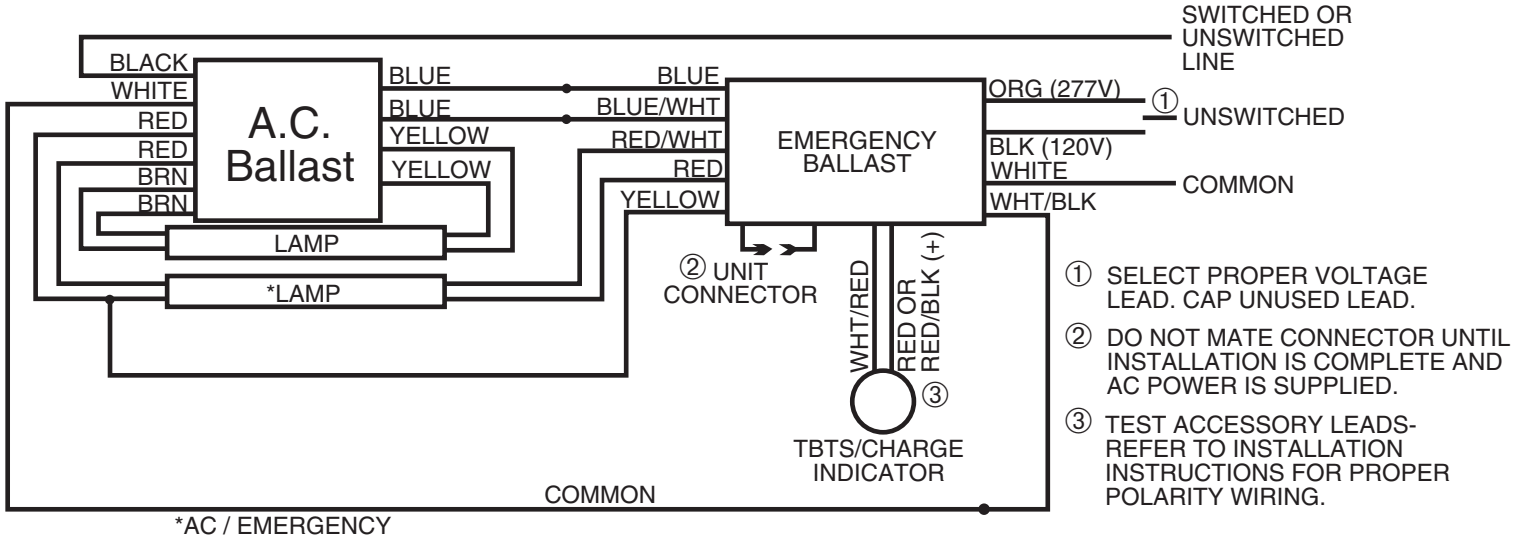 SWITCHED OR
UNSWITCHED
LINE
BLACK
WHITE
RED
RED
BRN
BRN
A.C.
Ballast
BLUE
BLUE
YELLOW
YELLOW
BLUE
BLUE/WHT
RED/WHT
RED
YELLOW
EMERGENCY
BALLAST
ORG (277V)
① UNSWITCHED
BLK (120V)
WHITE
COMMON
WHT/BLK
LAMP
*LAMP
② UNIT
CONNECTOR
WHT/RED
RED OR
RED/BLK (+)
③
TBTS/CHARGE
INDICATOR
COMMON
*AC / EMERGENCY
① SELECT PROPER VOLTAGE
LEAD. CAP UNUSED LEAD.
② DO NOT MATE CONNECTOR UNTIL
INSTALLATION IS COMPLETE AND
AC POWER IS SUPPLIED.
③ TEST ACCESSORY LEADS-
REFER TO INSTALLATION
INSTRUCTIONS FOR PROPER
POLARITY WIRING.